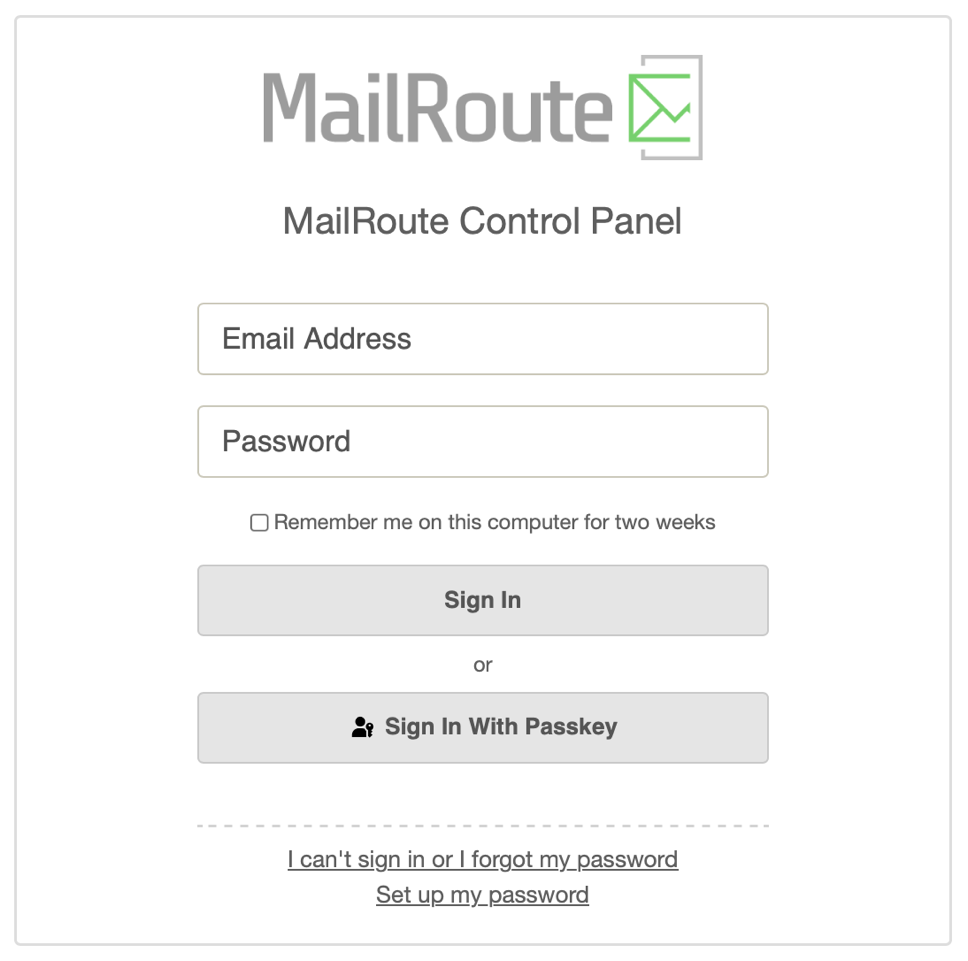 MailRoute
MailRoute Control Panel
Email Address
Password
Remember me on this computer for two weeks
Sign In
or
Sign In With Passkey
I can't sign in or I forgot my password
Set up my password